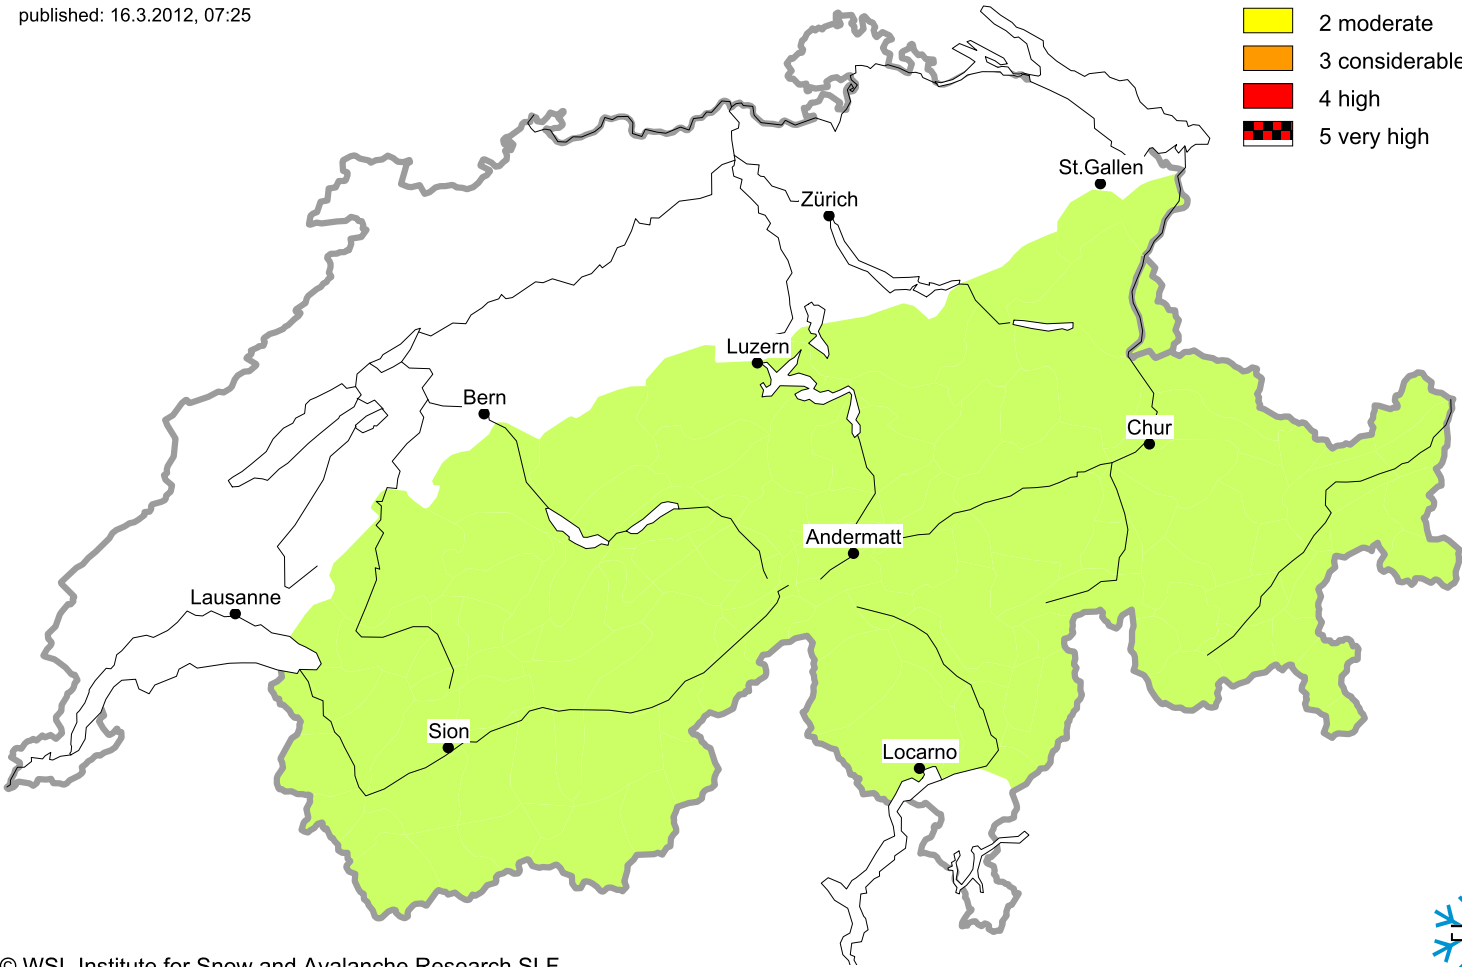 published: 16.3.2012, 07:25
2 moderate
3 considerable
4 high
5 very high
St.Gallen
Zürich
Luzern
Bern
Chur
Andermatt
Lausanne
Sion
Locarno
© WSL Institute for Snow and Avalanche Research SLF